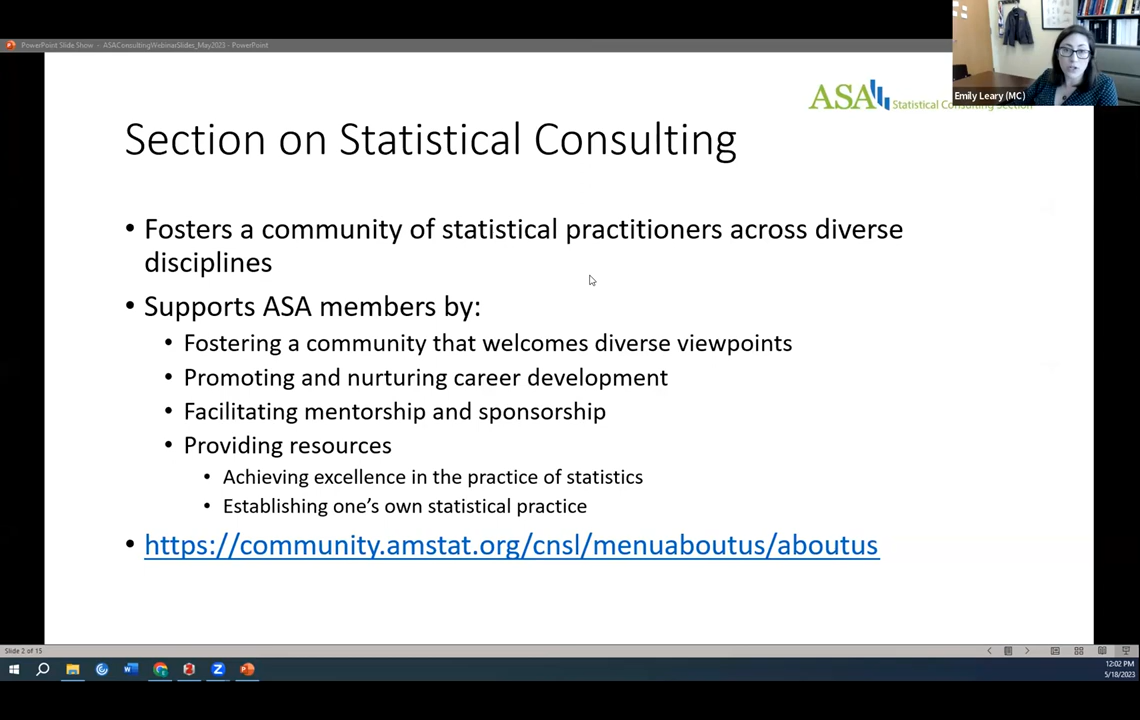 PowerPoint Slide Show - ASAConsultingWebinarSlides_May2023 - PowerPoint
Emily Leary (MC)
ASA Statistical Consulting Section
Section on Statistical Consulting
• Fosters a community of statistical practitioners across diverse
disciplines
• Supports ASA members by:
• Fostering a community that welcomes diverse viewpoints
• Promoting and nurturing career development
• Facilitating mentorship and sponsorship
• Providing resources
• Achieving excellence in the practice of statistics
• Establishing one’s own statistical practice
• https://community.amstat.org/cnsl/menuaboutus/aboutus
Slide 2 of 15
12:02 PM
5/18/2023